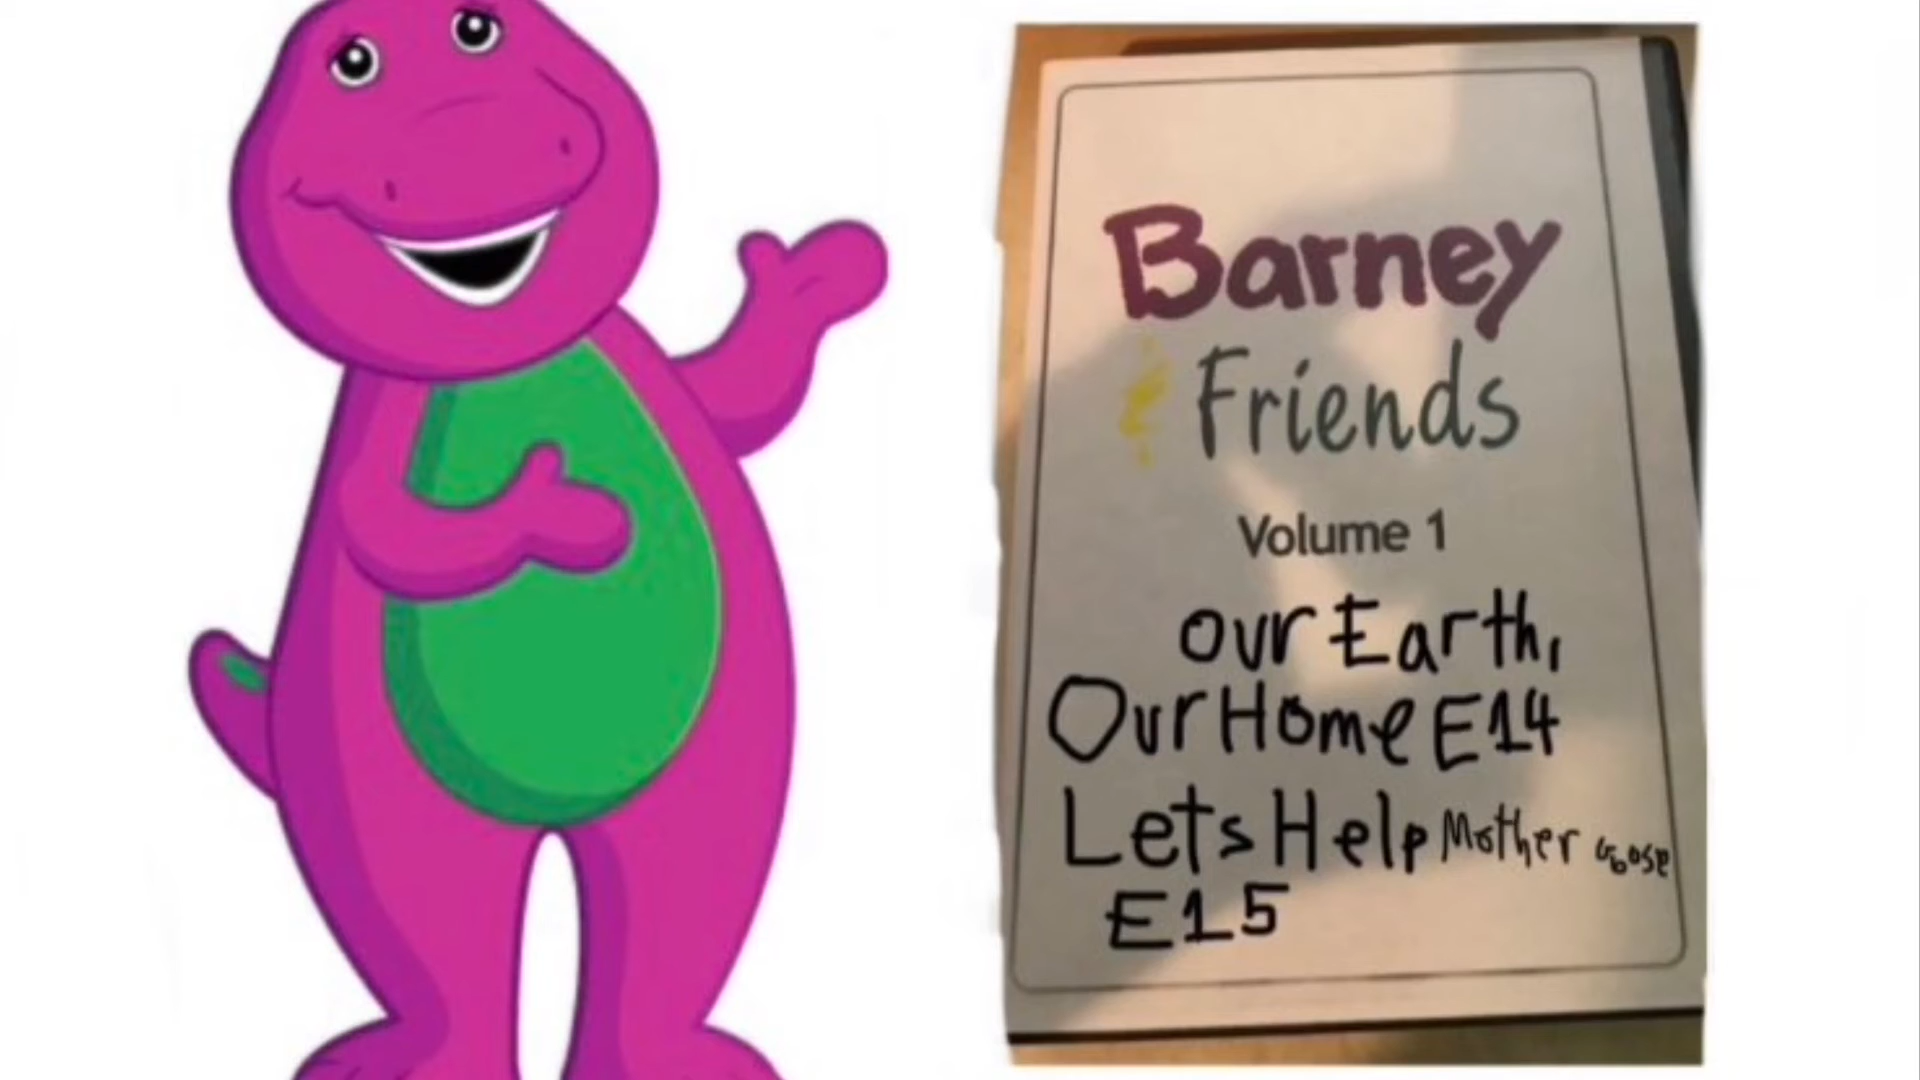 Barney
& Friends
Volume 1
our Earth,
Our Home E14
Lets Help Mother Goose
E15